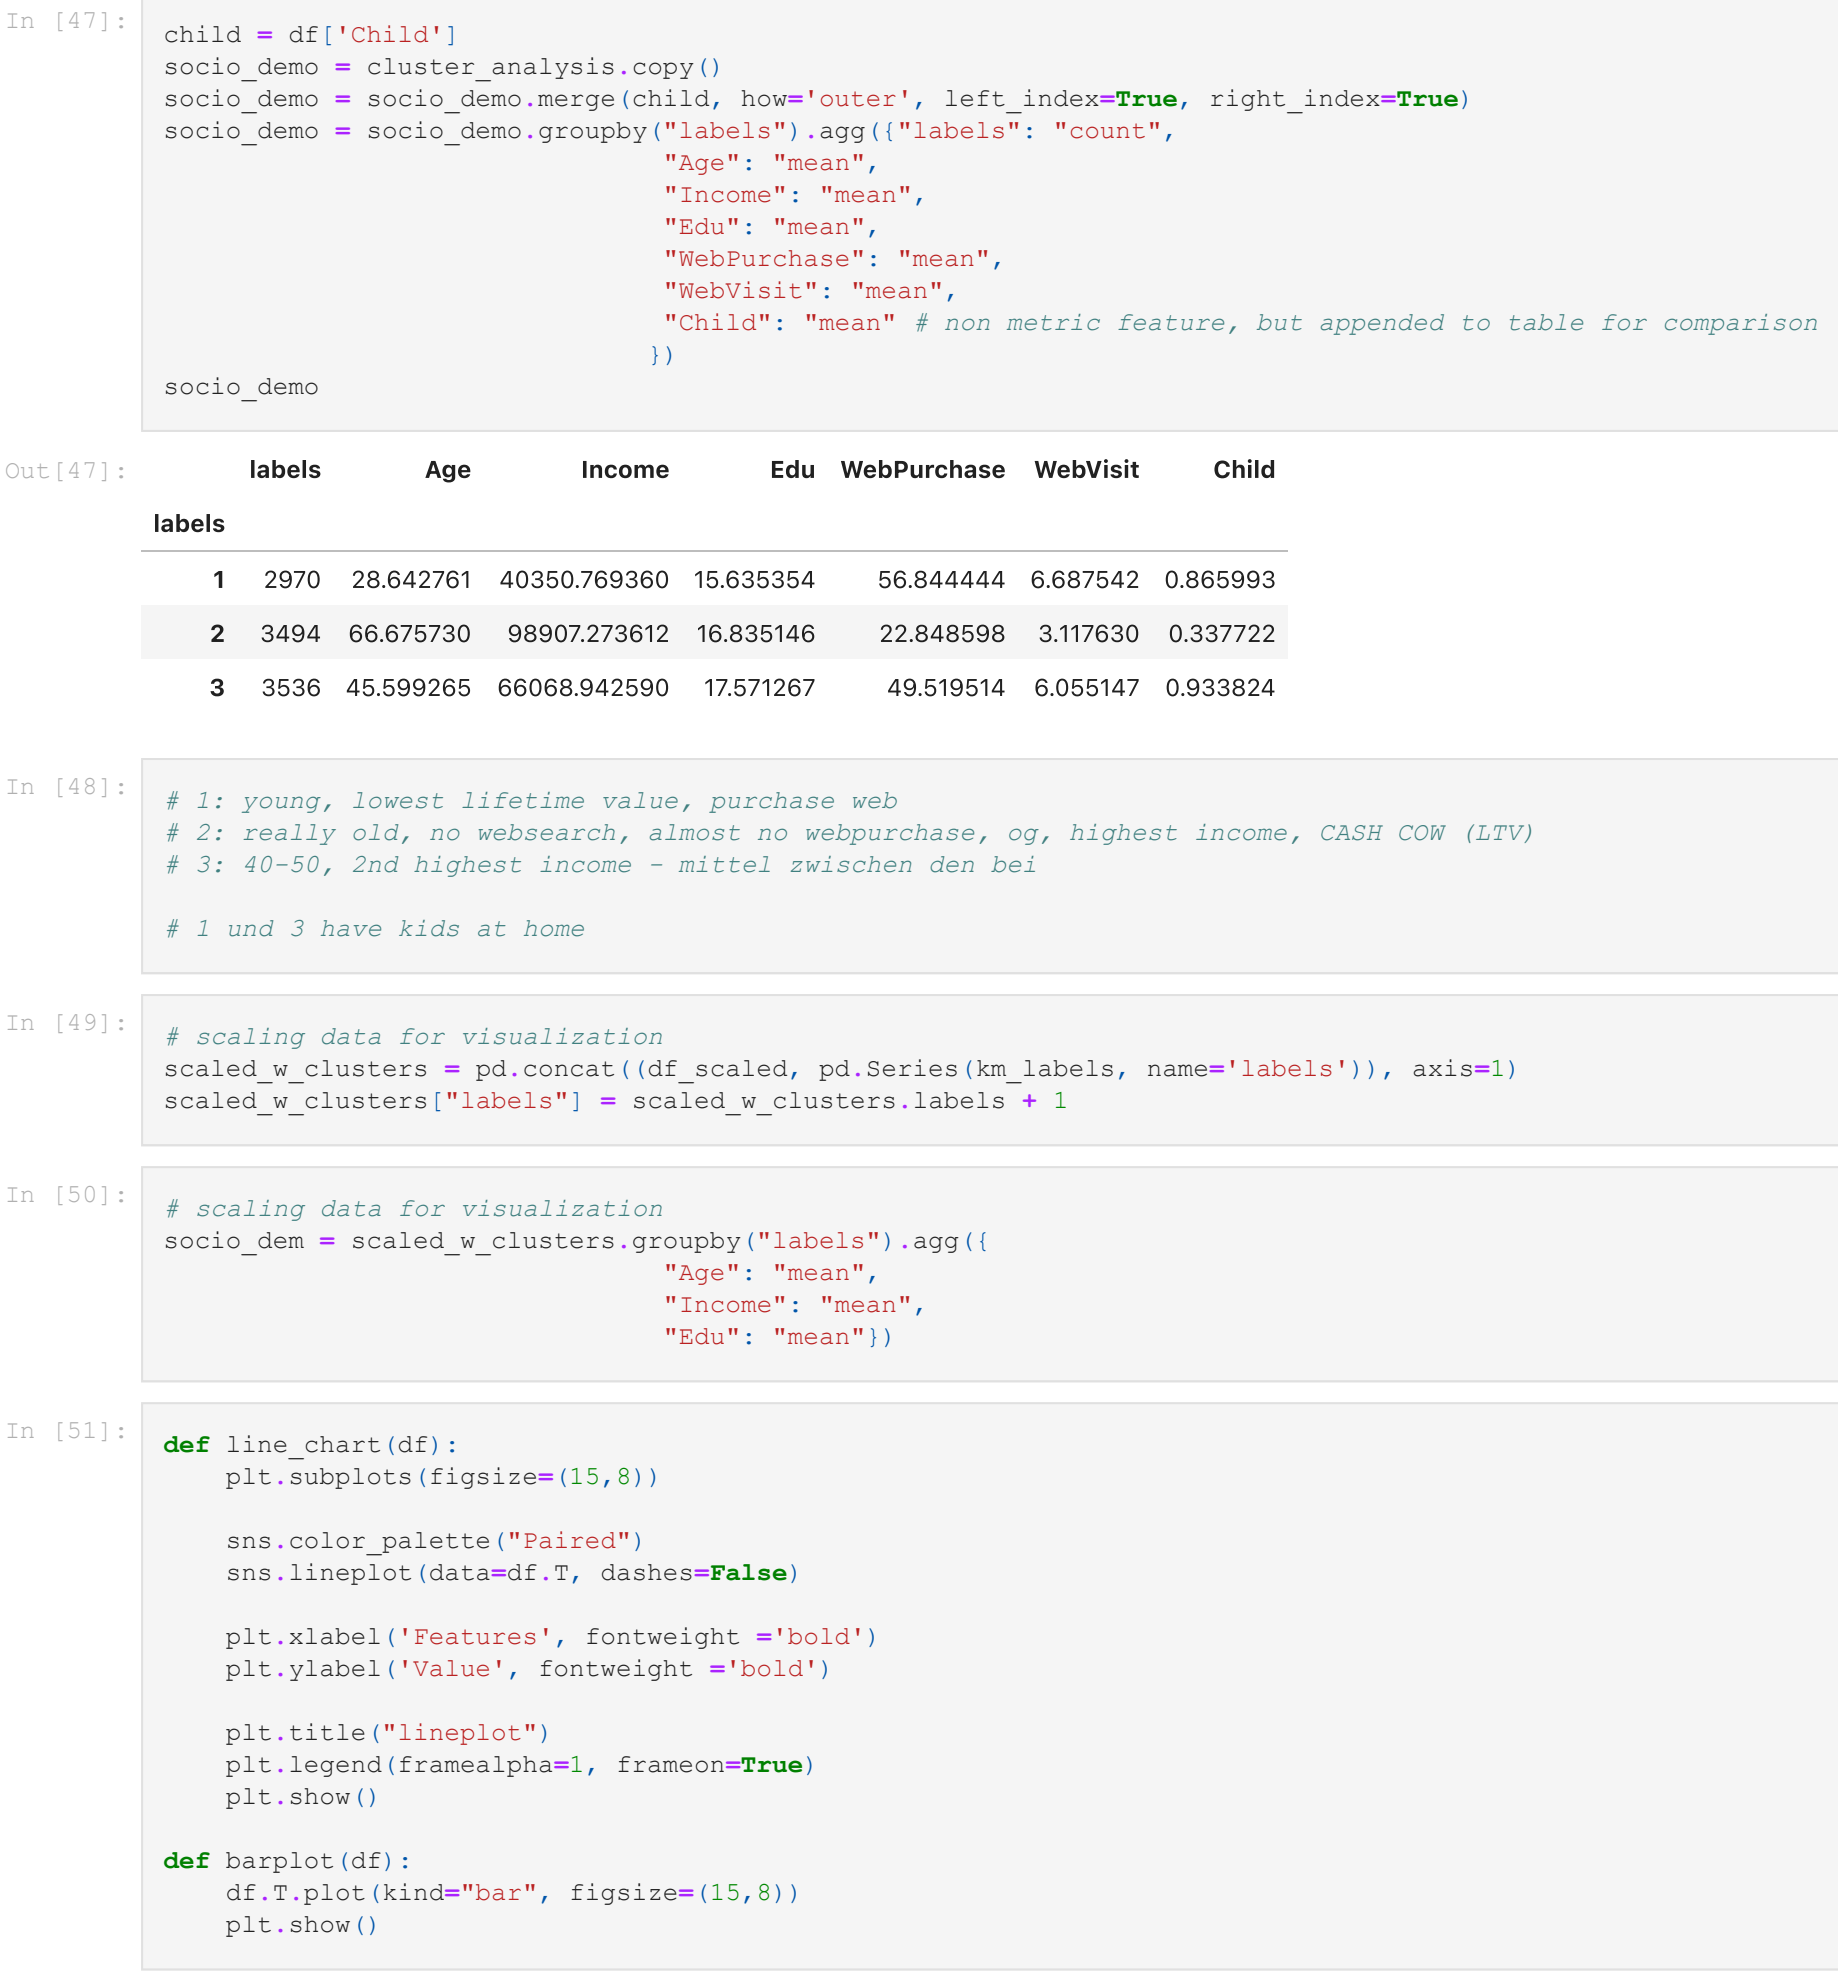 In [47]:
child = df['Child']
socio_demo = cluster_analysis.copy()
socio_demo = socio_demo.merge(child, how='outer', left_index=True, right_index=True)
socio_demo = socio_demo.groupby("labels").agg({"labels": "count",
"Age": "mean",
"Income": "mean",
"Edu": "mean",
"WebPurchase": "mean",
"WebVisit": "mean",
"Child": "mean" # non metric feature, but appended to table for comparison
})
socio_demo
Out[47]:
labels Age Income Edu WebPurchase WebVisit Child
labels
1 2970 28.642761 40350.769360 15.635354 56.844444 6.687542 0.865993
2 3494 66.675730 98907.273612 16.835146 22.848598 3.117630 0.337722
3 3536 45.599265 66068.942590 17.571267 49.519514 6.055147 0.933824
In [48]:
# 1: young, lowest lifetime value, purchase web
# 2: really old, no websearch, almost no webpurchase, og, highest income, CASH COW (LTV)
# 3: 40-50, 2nd highest income - mittel zwischen den bei
# 1 und 3 have kids at home
In [49]:
# scaling data for visualization
scaled_w_clusters = pd.concat((df_scaled, pd.Series(km_labels, name='labels')), axis=1)
scaled_w_clusters["labels"] = scaled_w_clusters.labels + 1
In [50]:
# scaling data for visualization
socio_dem = scaled_w_clusters.groupby("labels").agg({
"Age": "mean",
"Income": "mean",
"Edu": "mean"})
In [51]:
def line_chart(df):
plt.subplots(figsize=(15,8))
sns.color_palette("Paired")
sns.lineplot(data=df.T, dashes=False)
plt.xlabel('Features', fontweight ='bold')
plt.ylabel('Value', fontweight ='bold')
plt.title("lineplot")
plt.legend(framealpha=1, frameon=True)
plt.show()
def barplot(df):
df.T.plot(kind="bar", figsize=(15,8))
plt.show()